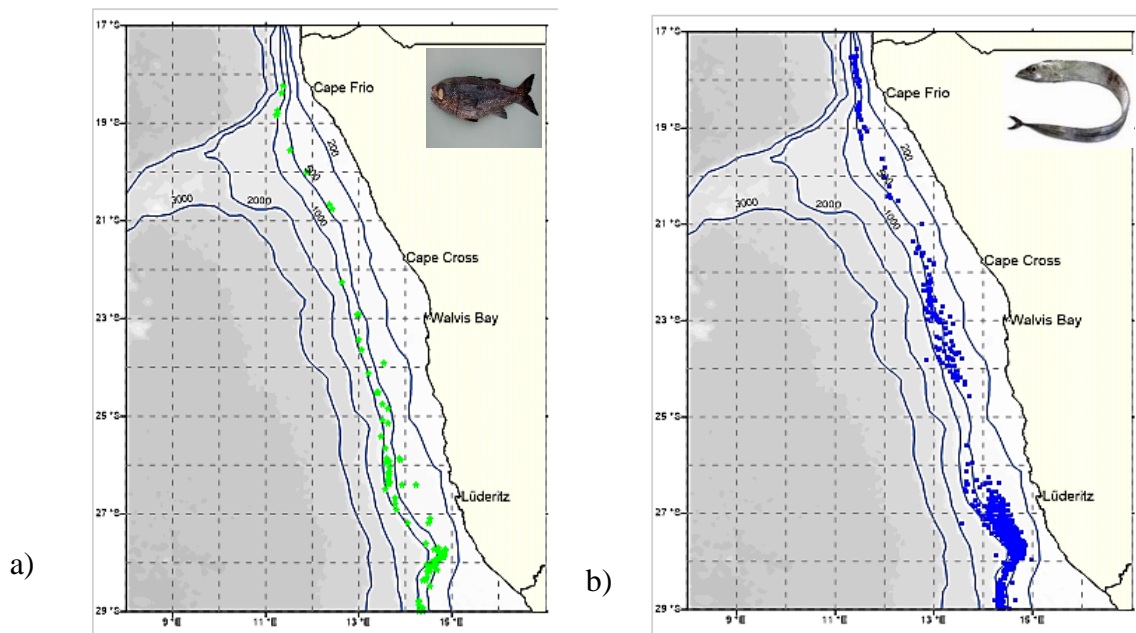 17 °S
Cape Frio
19 °S
200
500
3000
2000
1000
21 °S
Cape Cross
23 °S
Walvis Bay
25 °S
Lüderitz
27 °S
29 °S
9 °E
11 °E
13 °E
15 °E
a)
17 °S
Cape Frio
19 °S
200
500
3000
2000
1000
21 °S
Cape Cross
23 °S
Walvis Bay
25 °S
Lüderitz
27 °S
29 °S
9 °E
11 °E
13 °E
15 °E
b)